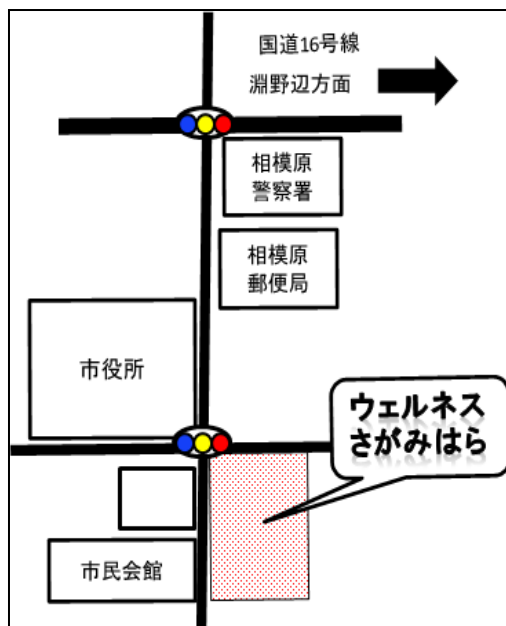 国道16号線
淵野辺方面
相模原
警察署
相模原
郵便局
市役所
ウェルネス
さがみはら
市民会館